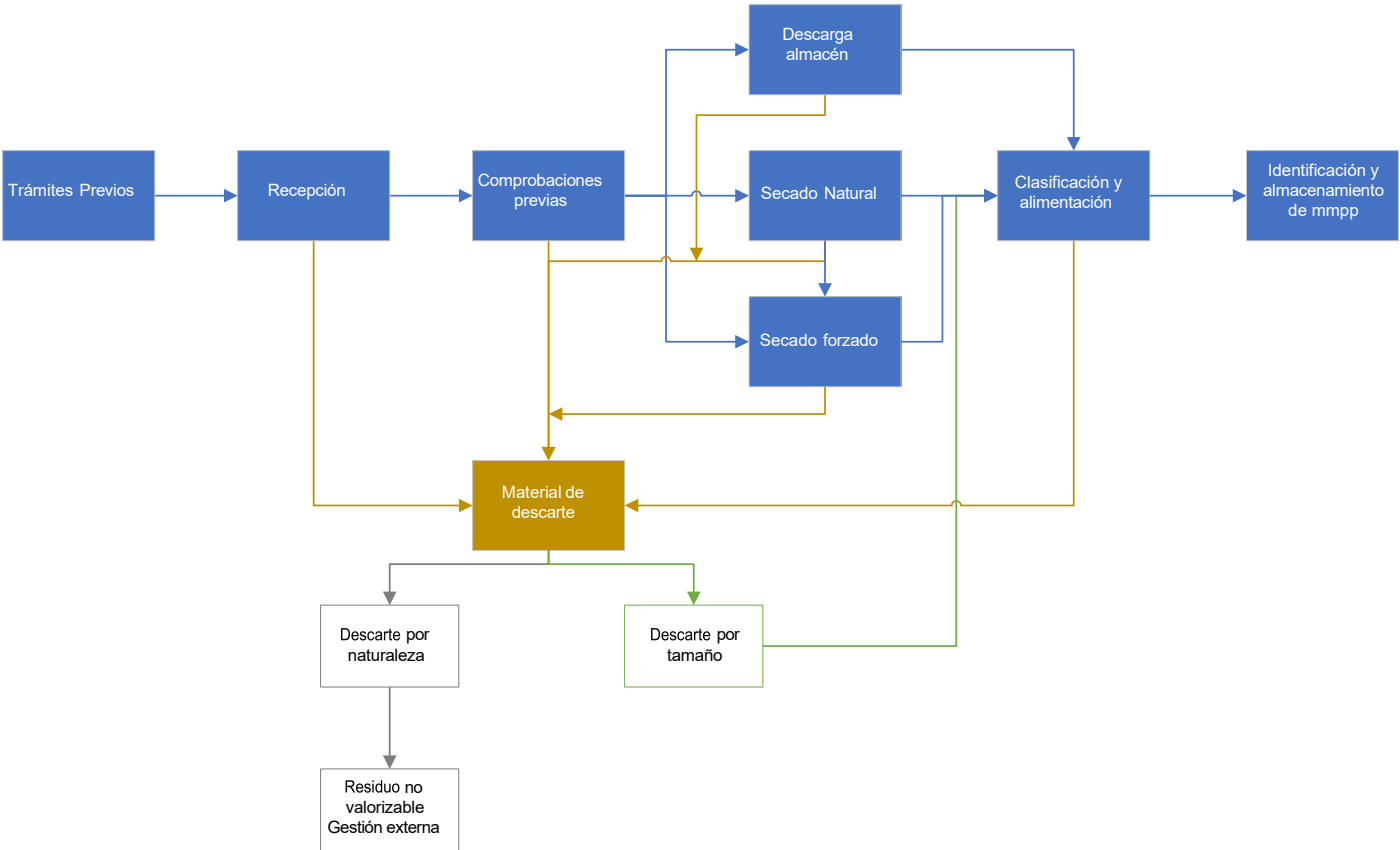 Descarga
almacén
Trámites Previos
Recepción
Comprobaciones
previas
Secado Natural
Clasificación y
alimentación
Identificación y
almacenamiento
de mmpp
Secado forzado
Material de
descarte
Descarte por
naturaleza
Descarte por
tamaño
Residuo no
valorizable
Gestión externa